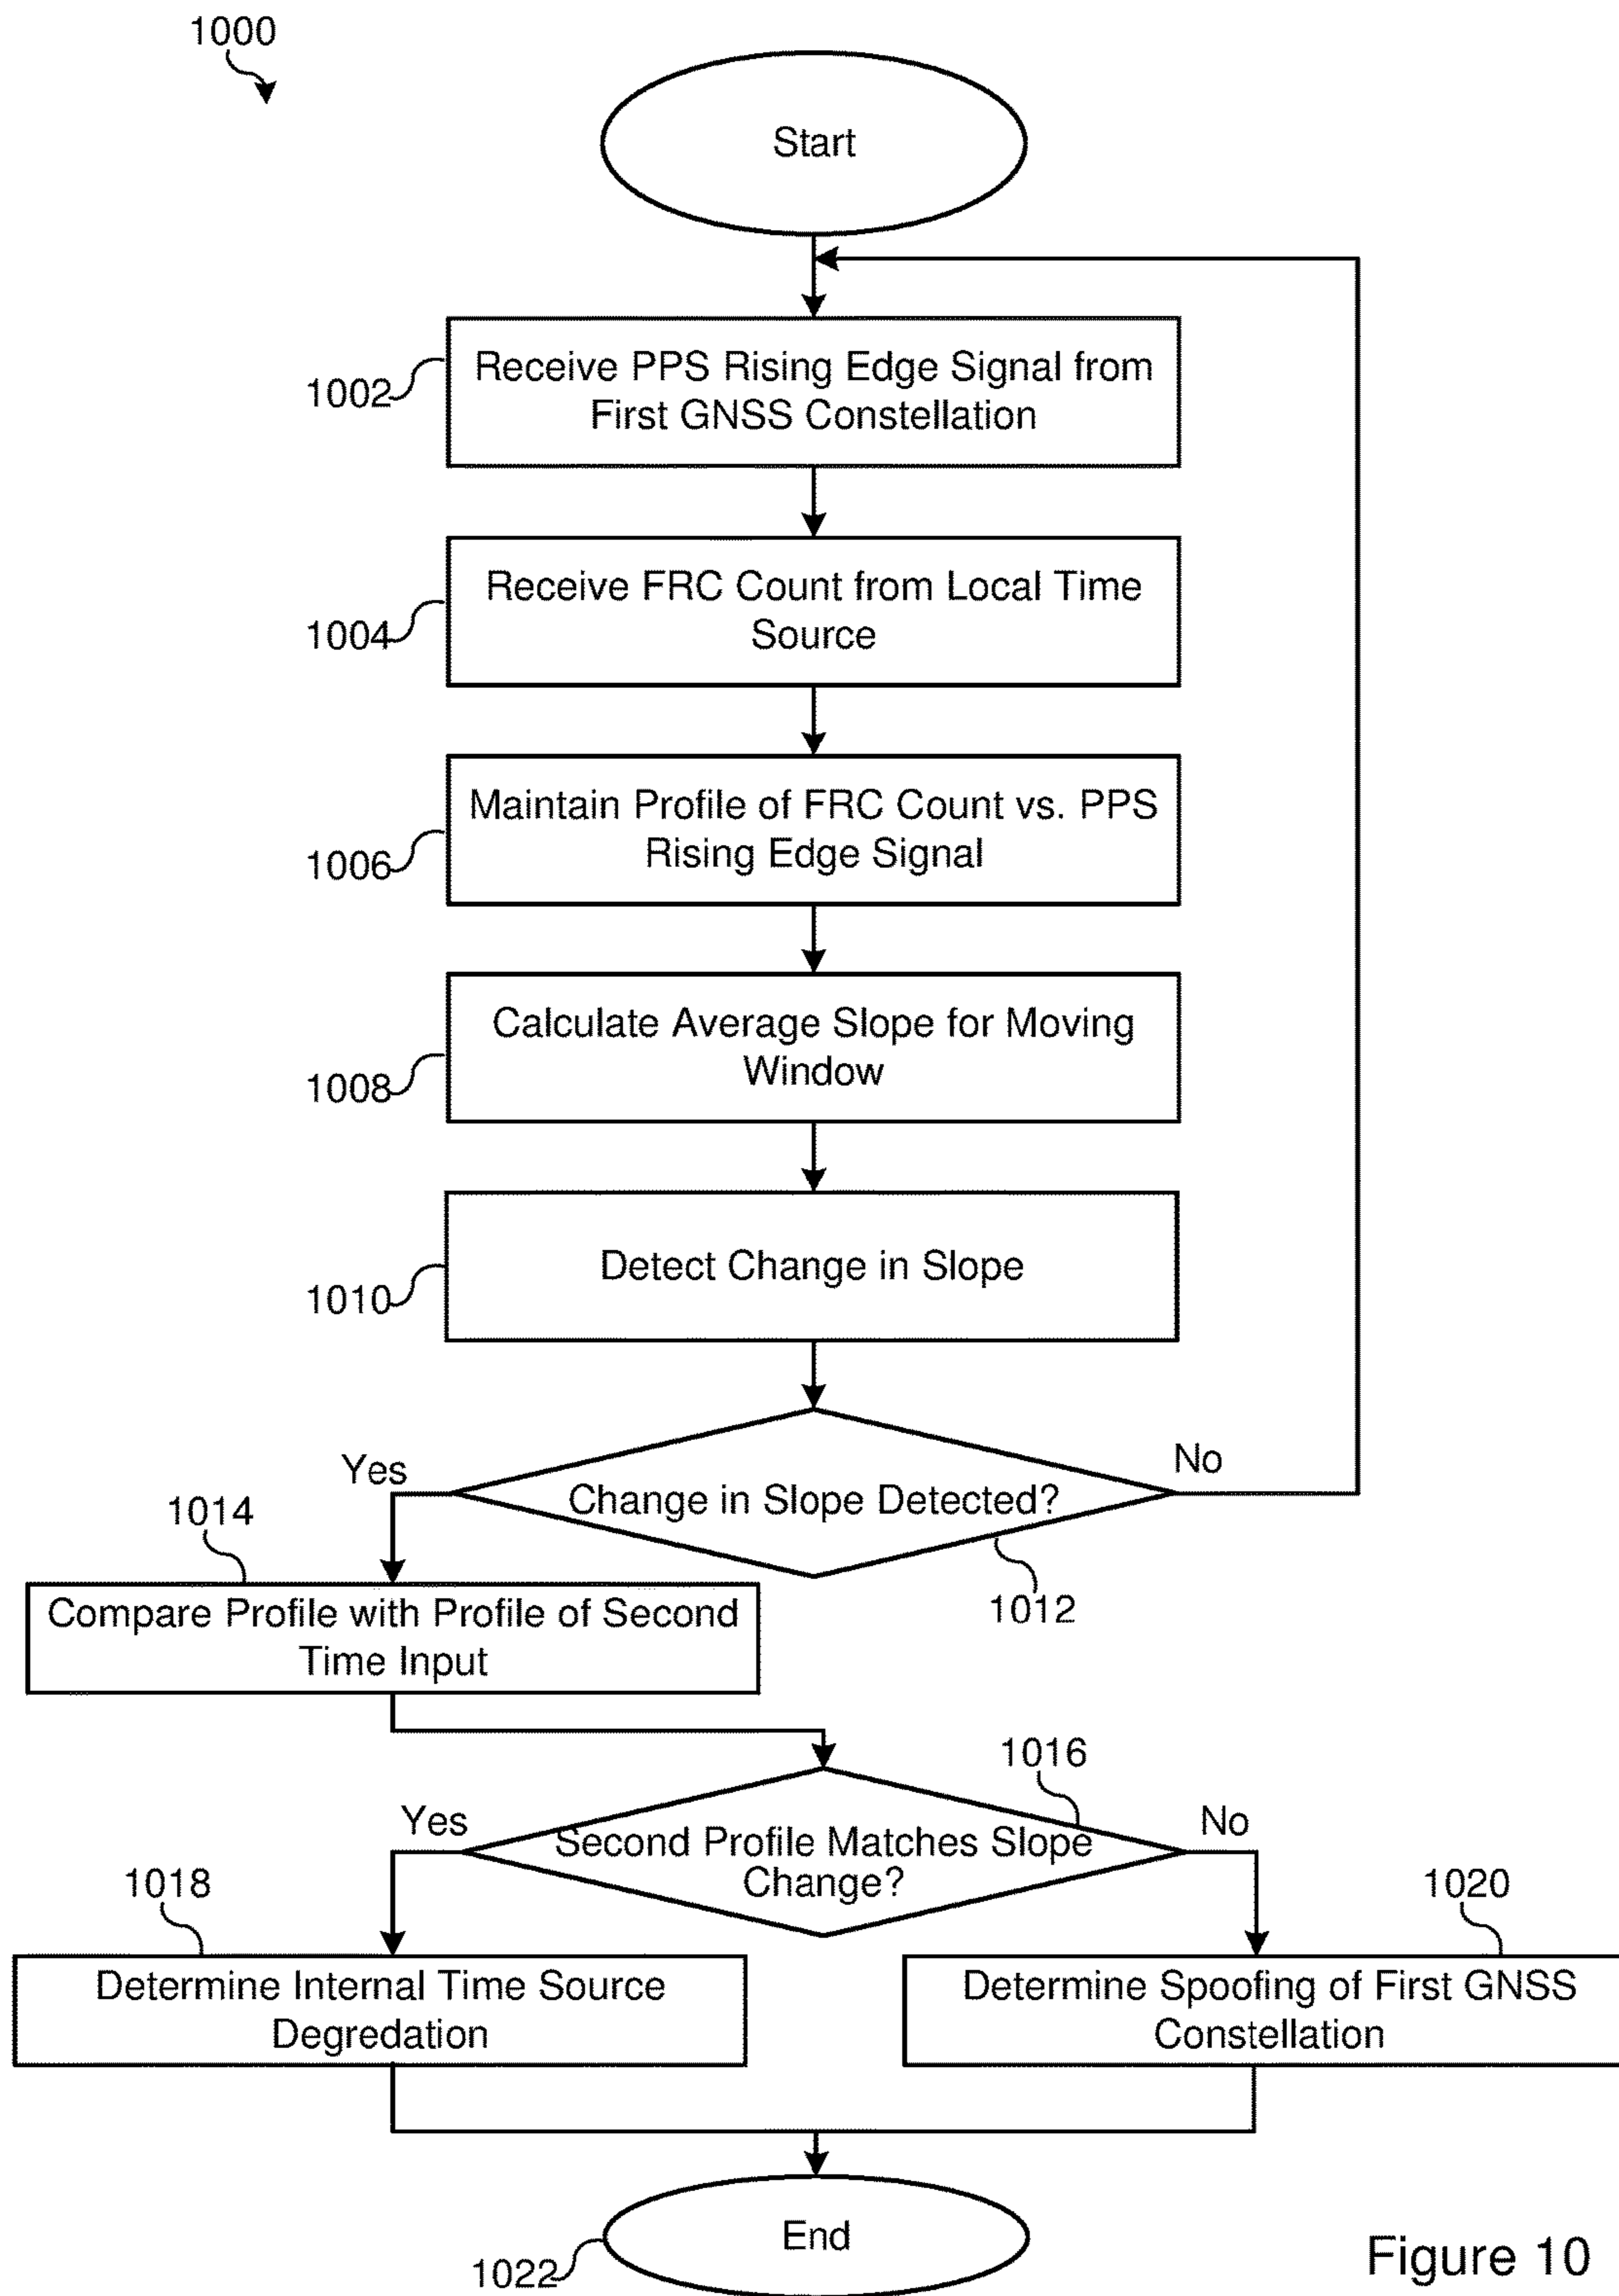 1000
Start
1002
Receive PPS Rising Edge Signal from
First GNSS Constellation
1004
Receive FRC Count from Local Time
Source
1006
Maintain Profile of FRC Count vs. PPS
Rising Edge Signal
1008
Calculate Average Slope for Moving
Window
1010
Detect Change in Slope
Yes
No
Change in Slope Detected?
1012
1014
Compare Profile with Profile of Second
Time Input
1016
Yes
No
Second Profile Matches Slope
Change?
1018
1020
Determine Internal Time Source
Degredation
Determine Spoofing of First GNSS
Constellation
End
1022
Figure 10